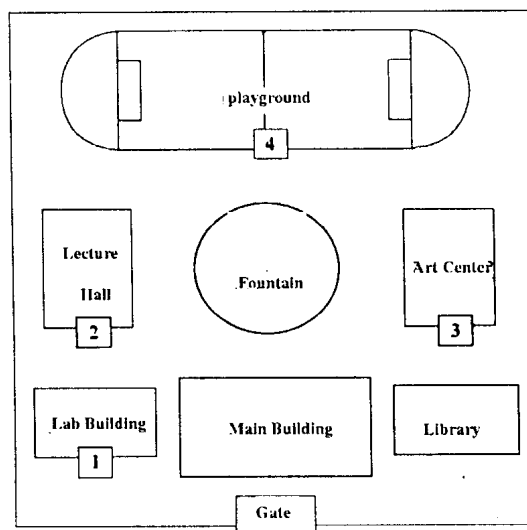 playground
4
Lecture
Hall
Fountain
Art Center
2
3
Lab Building
Main Building
Library
1
Gate